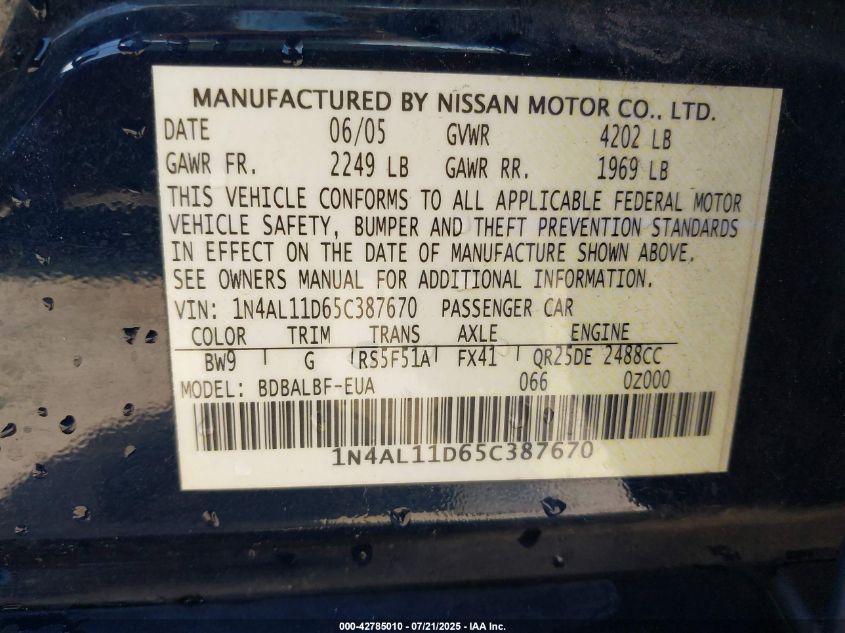 MANUFACTURED BY NISSAN MOTOR CO., LTD.
DATE 06/05 GVWR 4202 LB
GAWR FR. 2249 LB GAWR RR. 1969 LB
THIS VEHICLE CONFORMS TO ALL APPLICABLE FEDERAL MOTOR
VEHICLE SAFETY, BUMPER AND THEFT PREVENTION STANDARDS
IN EFFECT ON THE DATE OF MANUFACTURE SHOWN ABOVE.
SEE OWNERS MANUAL FOR ADDITIONAL INFORMATION.
VIN: 1N4AL11D65C387670 PASSENGER CAR
COLOR TRIM TRANS AXLE ENGINE
BW9 G RS5F51A FX41 QR25DE 2488CC
MODEL: BDBALBF-EUA 066 0Z000
1N4AL11D65C387670
000-42785010 - 07/21/2025 - IAA Inc.